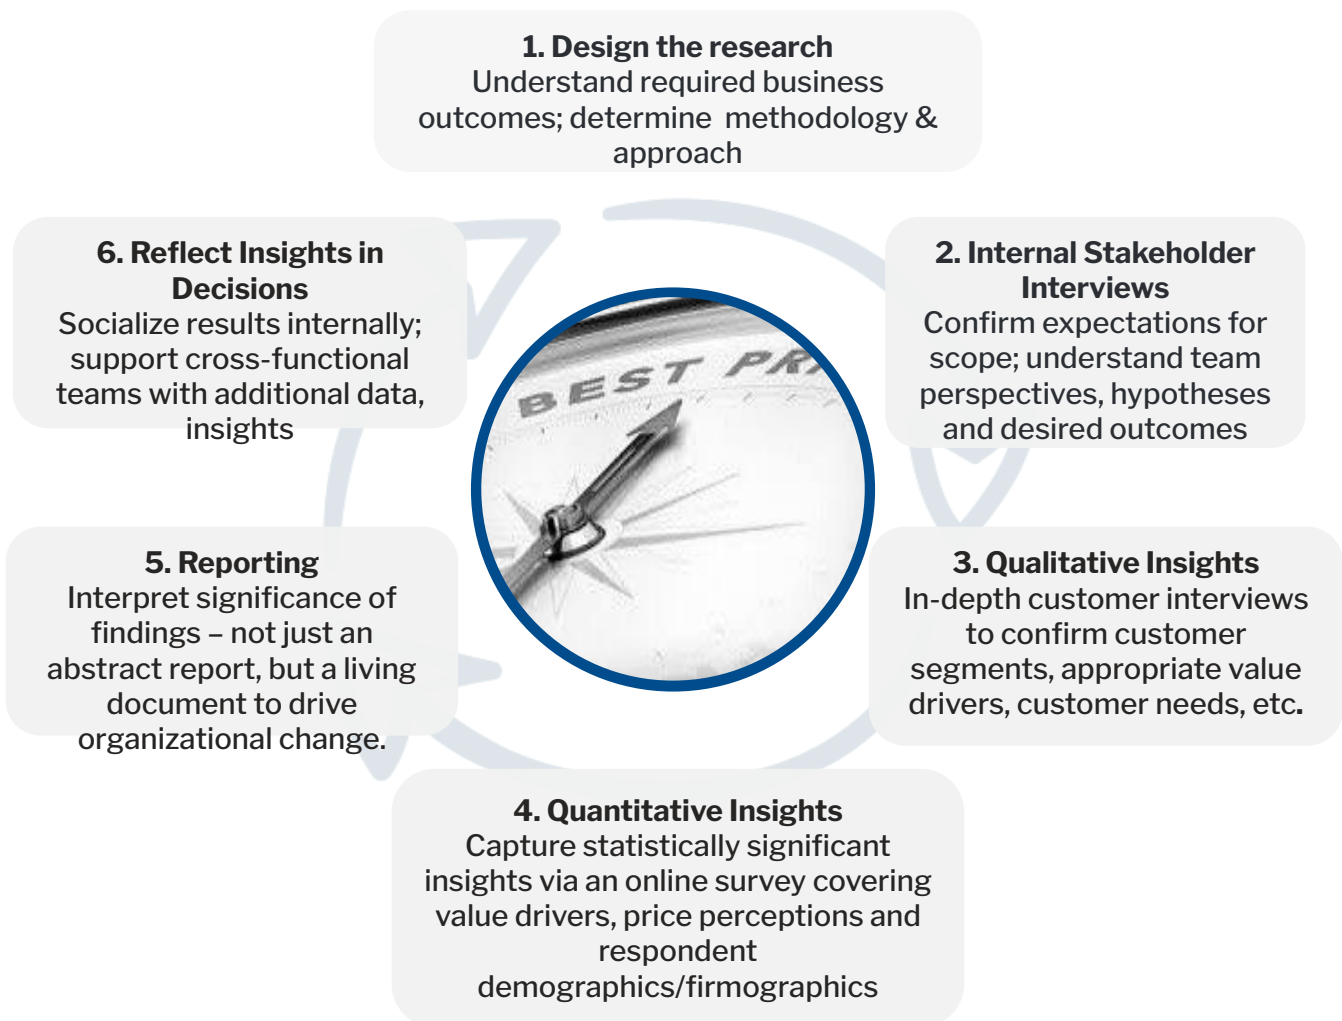 1. Design the research
Understand required business
outcomes; determine methodology &
approach
2. Internal Stakeholder
Interviews
Confirm expectations for
scope; understand team
perspectives, hypotheses
and desired outcomes
3. Qualitative Insights
In-depth customer interviews
to confirm customer
segments, appropriate value
drivers, customer needs, etc.
4. Quantitative Insights
Capture statistically significant
insights via an online survey covering
value drivers, price perceptions and
respondent
demographics/firmographics
5. Reporting
Interpret significance of
findings – not just an
abstract report, but a living
document to drive
organizational change.
6. Reflect Insights in
Decisions
Socialize results internally;
support cross-functional
teams with additional data,
insights
BEST PRA